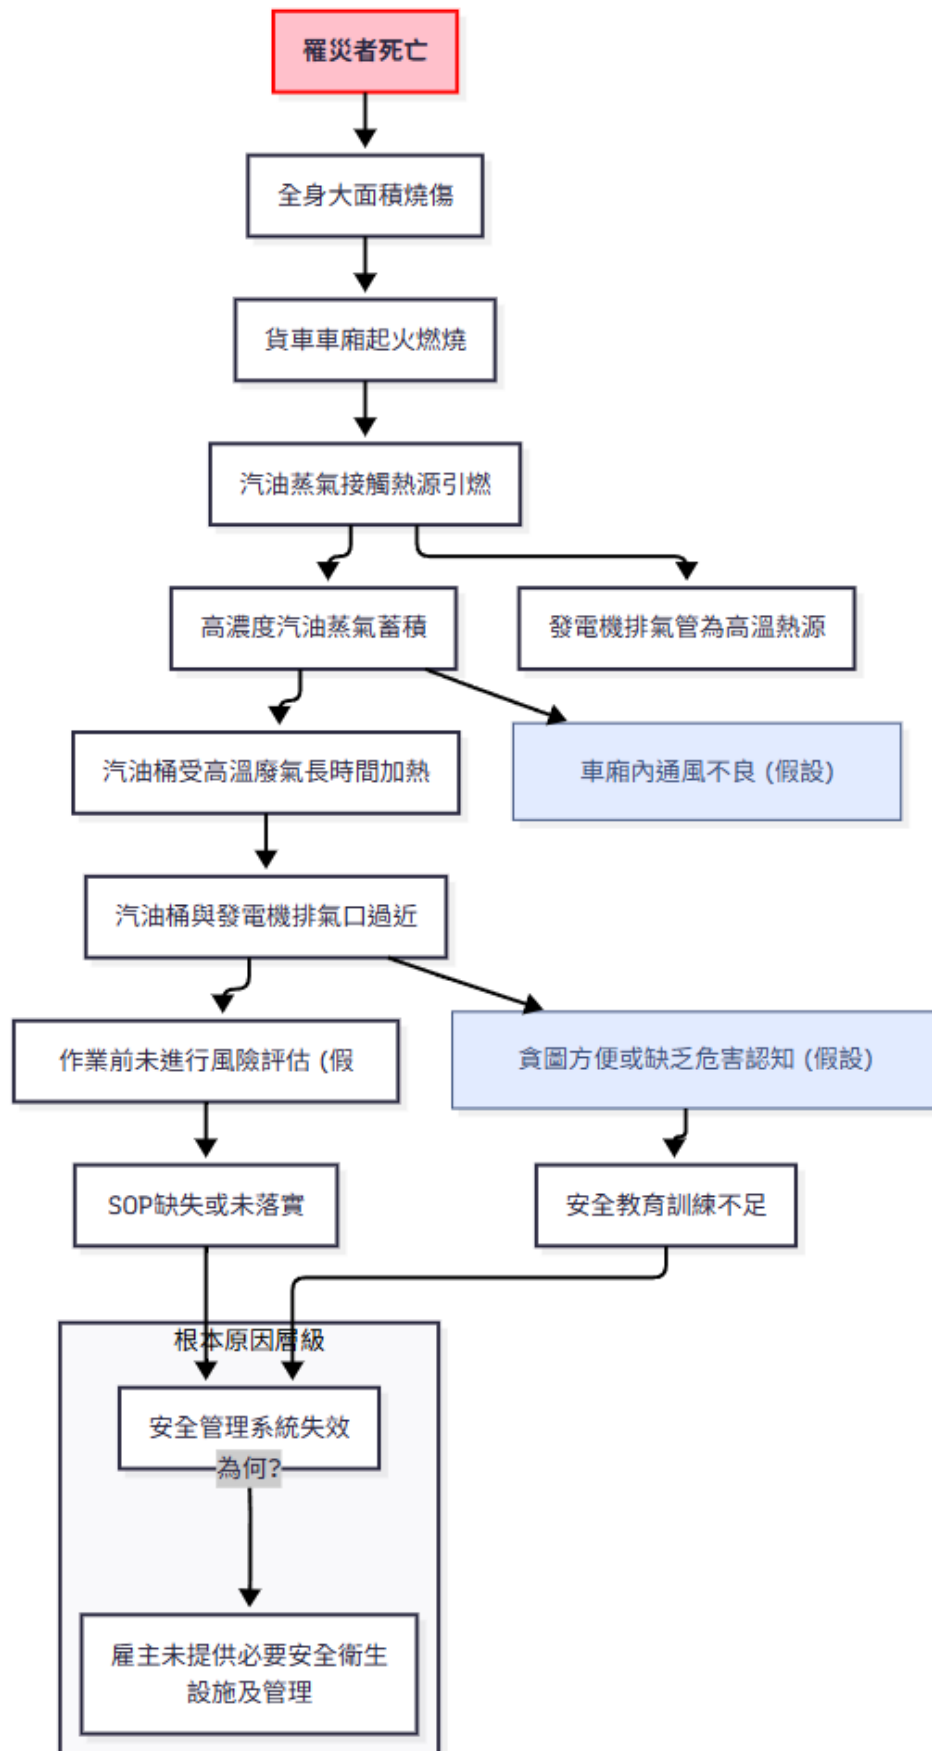 罹災者死亡
全身大面積燒傷
貨車車廂起火燃燒
汽油蒸氣接觸熱源引燃
高濃度汽油蒸氣蓄積
發電機排氣管為高溫熱源
汽油桶受高溫廢氣長時間加熱
車廂內通風不良 (假設)
汽油桶與發電機排氣口過近
作業前未進行風險評估 (假
貪圖方便或缺乏危害認知 (假設)
SOP缺失或未落實
安全教育訓練不足
根本原因層級
安全管理系統失效
為何?
雇主未提供必要安全衛生
設施及管理